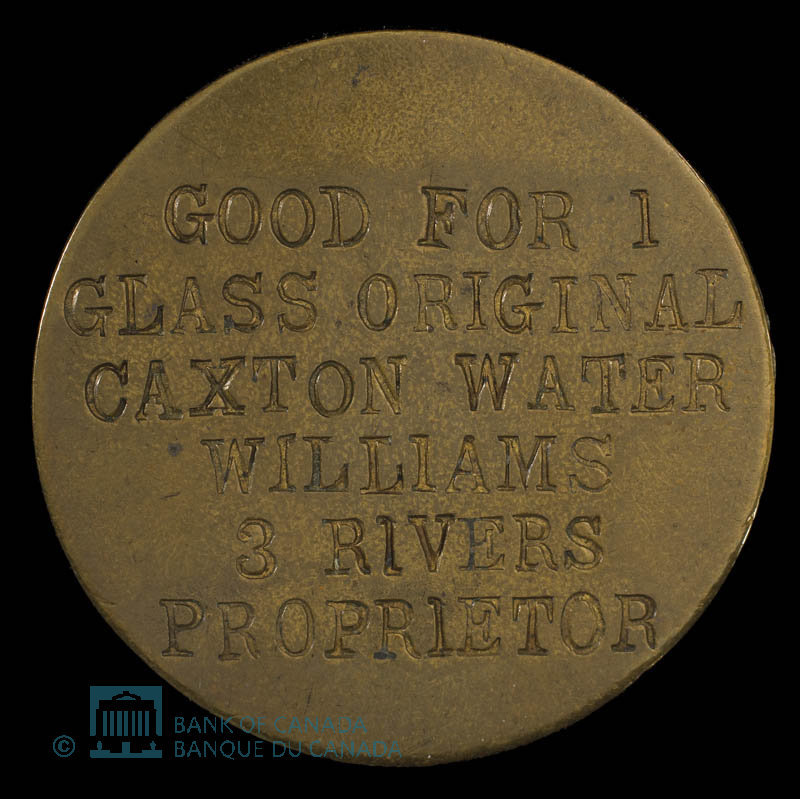 GOOD FOR 1
GLASS ORIGINAL
CAXTON WATER
WILLIAMS
3 RIVERS
PROPRIETOR
© BANK OF CANADA
BANQUE DU CANADA